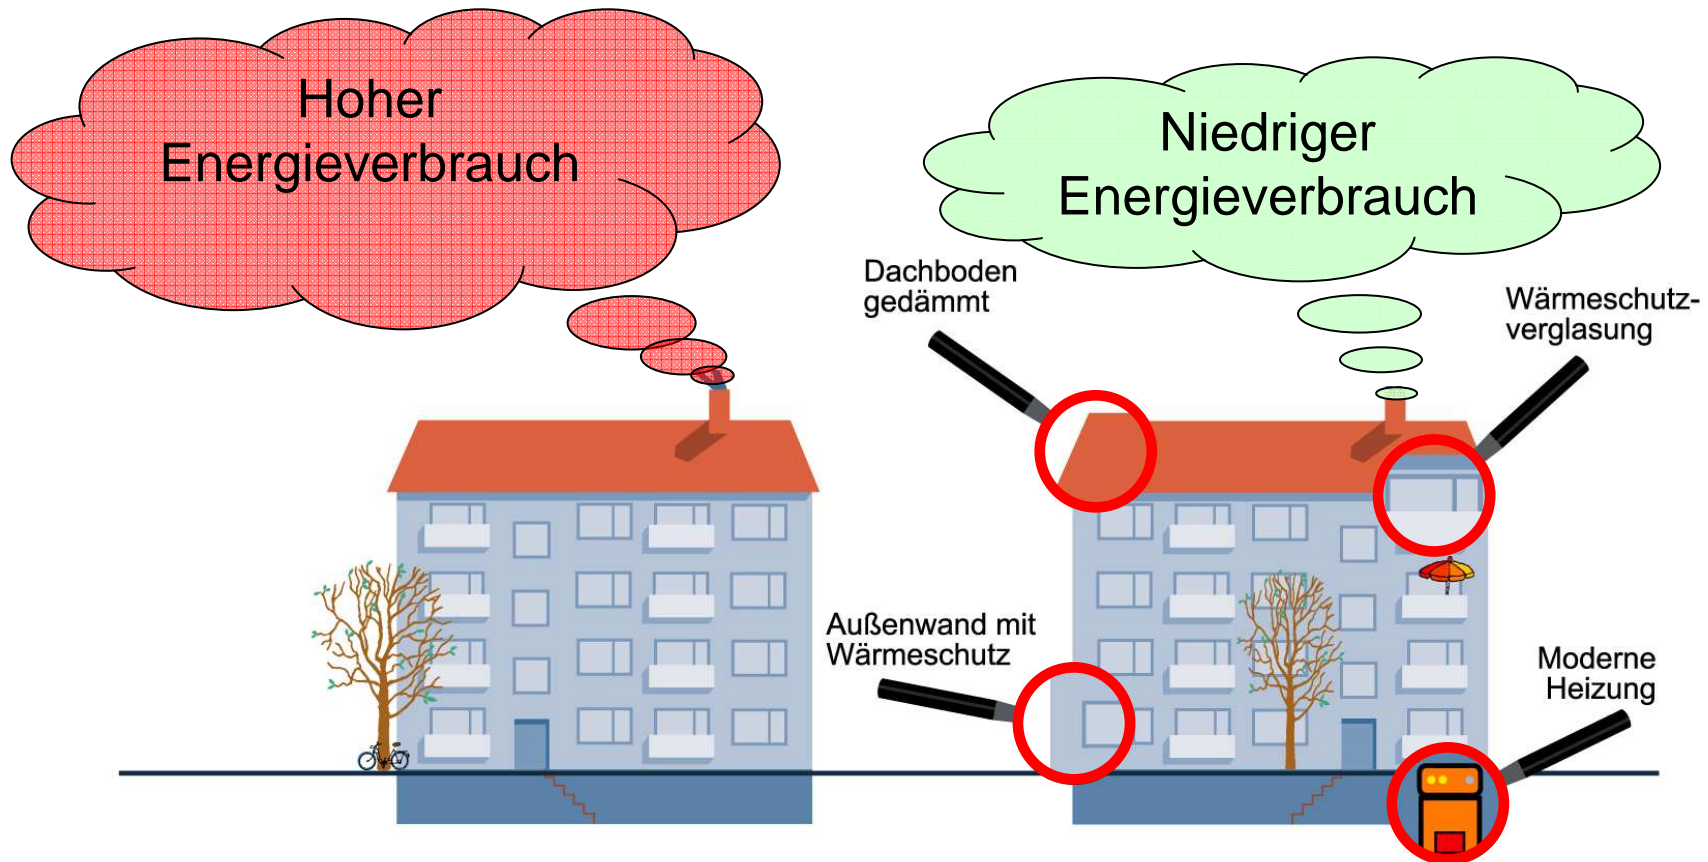 Hoher
Energieverbrauch
Niedriger
Energieverbrauch
Dachboden
gedämmt
Wärmeschutz-
verglasung
Außenwand mit
Wärmeschutz
Moderne
Heizung